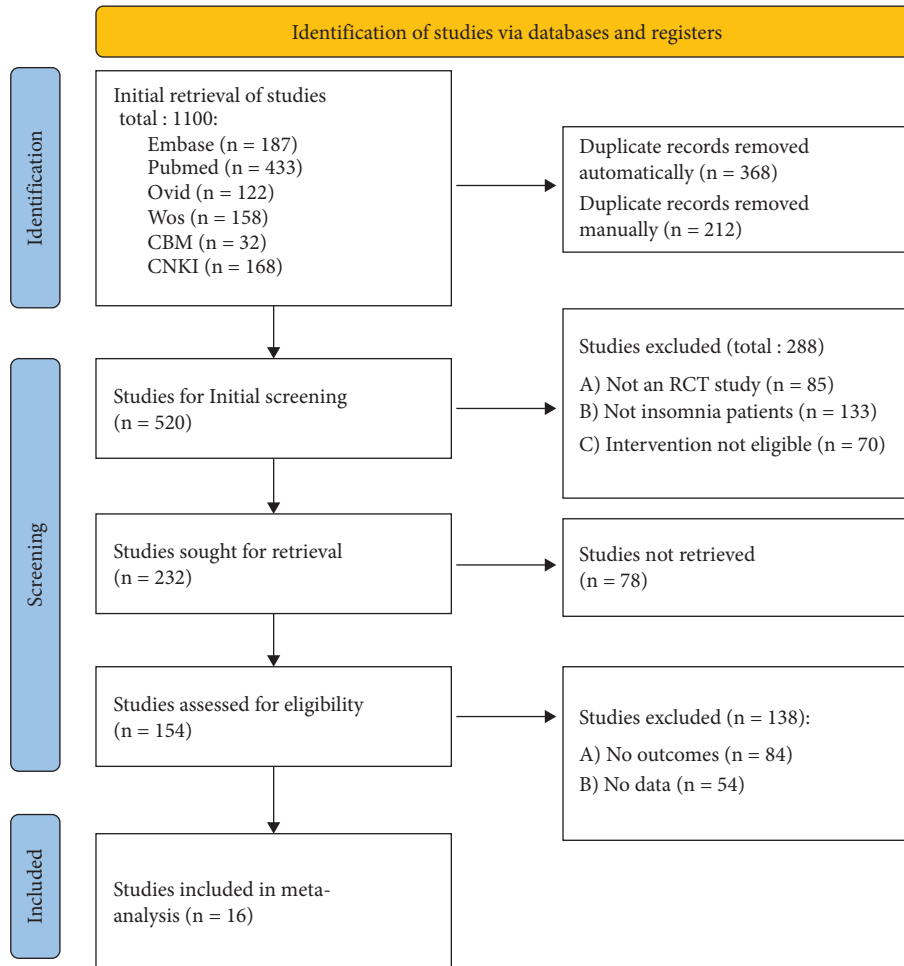 Identification of studies via databases and registers
Identification
Initial retrieval of studies
total : 1100:
Embase (n = 187)
Pubmed (n = 433)
Ovid (n = 122)
Wos (n = 158)
CBM (n = 32)
CNKI (n = 168)
Duplicate records removed
automatically (n = 368)
Duplicate records removed
manually (n = 212)
Screening
Studies for Initial screening
(n = 520)
Studies excluded (total : 288)
A) Not an RCT study (n = 85)
B) Not insomnia patients (n = 133)
C) Intervention not eligible (n = 70)
Studies sought for retrieval
(n = 232)
Studies not retrieved
(n = 78)
Studies assessed for eligibility
(n = 154)
Studies excluded (n = 138):
A) No outcomes (n = 84)
B) No data (n = 54)
Included
Studies included in meta-
analysis (n = 16)